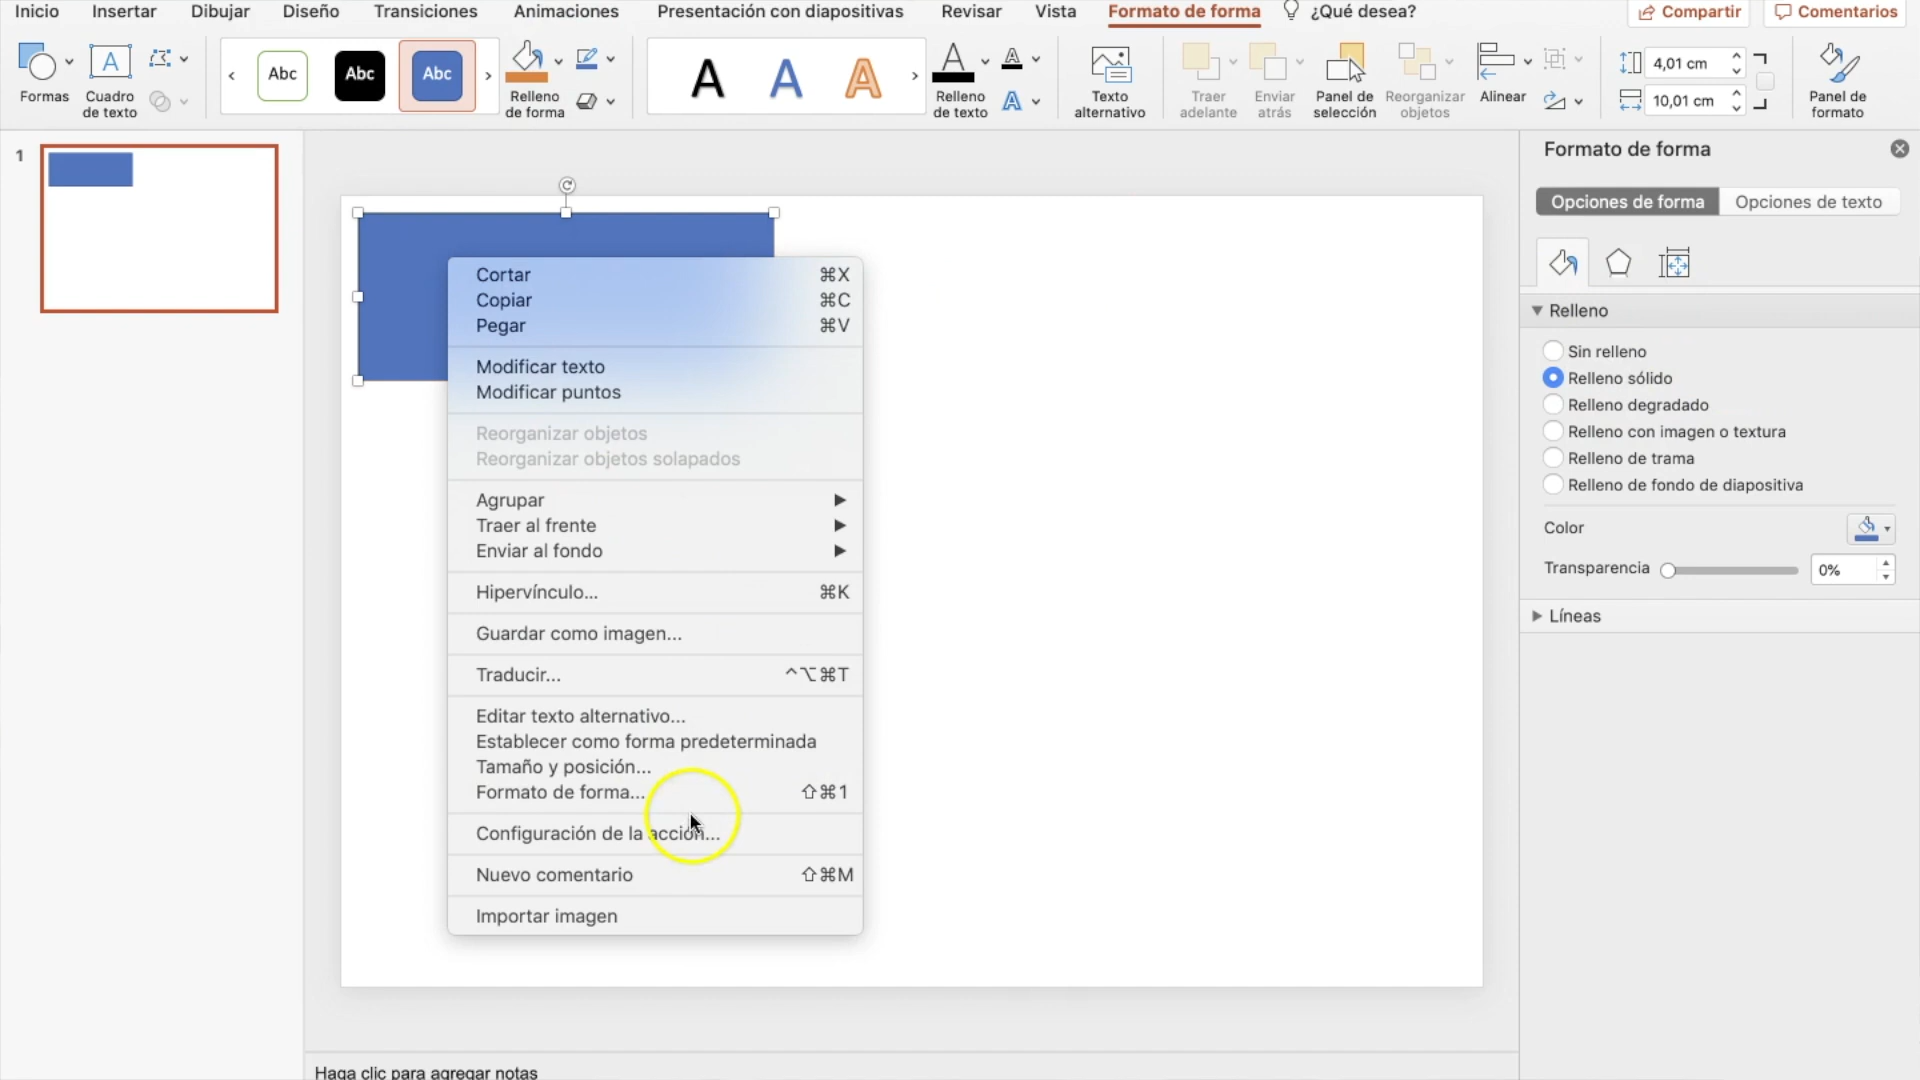 Inicio Insertar Dibujar Diseño Transiciones Animaciones Presentación con diapositivas Revisar Vista Formato de forma ¿Qué desea? Compartir Comentarios
Formas
Cuadro
de texto
Abc Abc Abc
Relleno
de forma
A A A
Relleno
de texto
Texto
alternativo
Traer
adelante
Enviar
atrás
Panel de
selección
Reorganizar
objetos
Alinear
4,01 cm
10,01 cm
Panel de
formato
1
Cortar ⌘X
Copiar ⌘C
Pegar ⌘V
Modificar texto
Modificar puntos
Reorganizar objetos
Reorganizar objetos solapados
Agrupar
Traer al frente
Enviar al fondo
Hipervínculo... ⌘K
Guardar como imagen...
Traducir... ^⌥⌘T
Editar texto alternativo...
Establecer como forma predeterminada
Tamaño y posición...
Formato de forma... ⇧⌘1
Configuración de la acción...
Nuevo comentario ⇧⌘M
Importar imagen
Formato de forma
Opciones de forma Opciones de texto
Relleno
Sin relleno
Relleno sólido
Relleno degradado
Relleno con imagen o textura
Relleno de trama
Relleno de fondo de diapositiva
Color
Transparencia 0%
Líneas
Haga clic para agregar notas